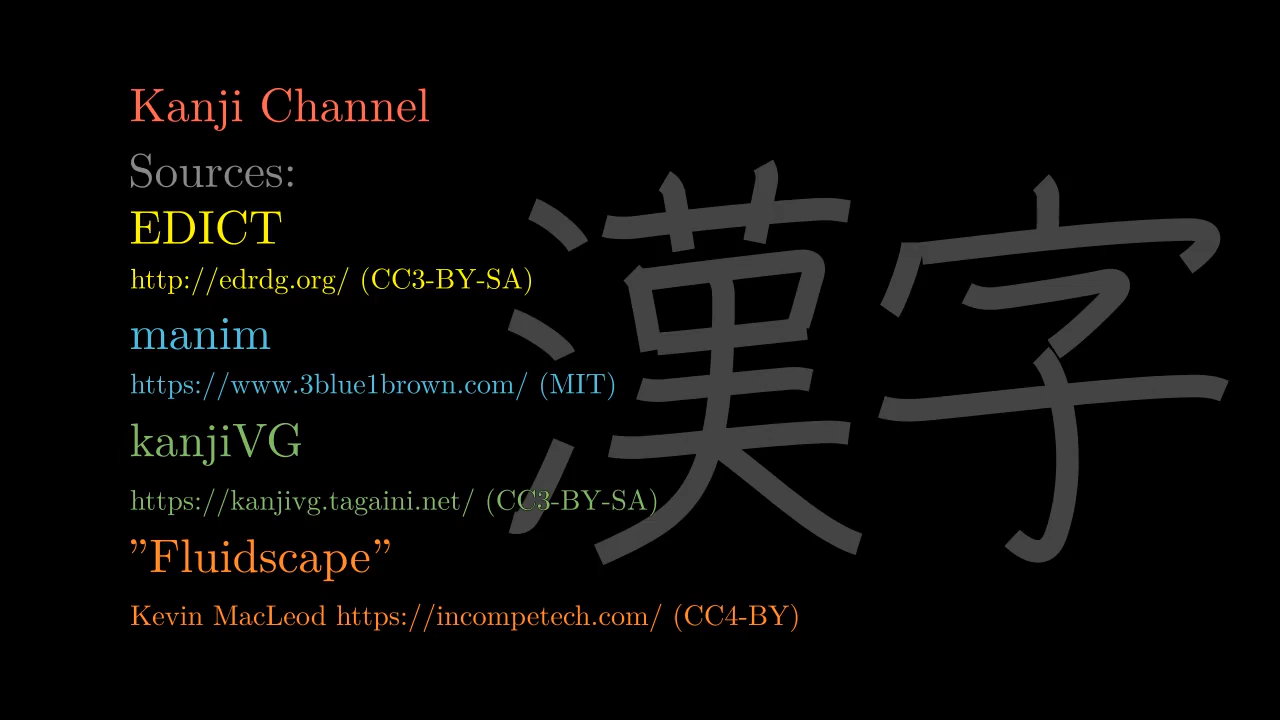 Kanji Channel
Sources:
EDICT
http://edrdg.org/ (CC3-BY-SA)
manim
https://www.3blue1brown.com/ (MIT)
kanjiVG
https://kanjivg.tagaini.net/ (CC3-BY-SA)
”Fluidscape”
Kevin MacLeod https://incompetech.com/ (CC4-BY)
漢字